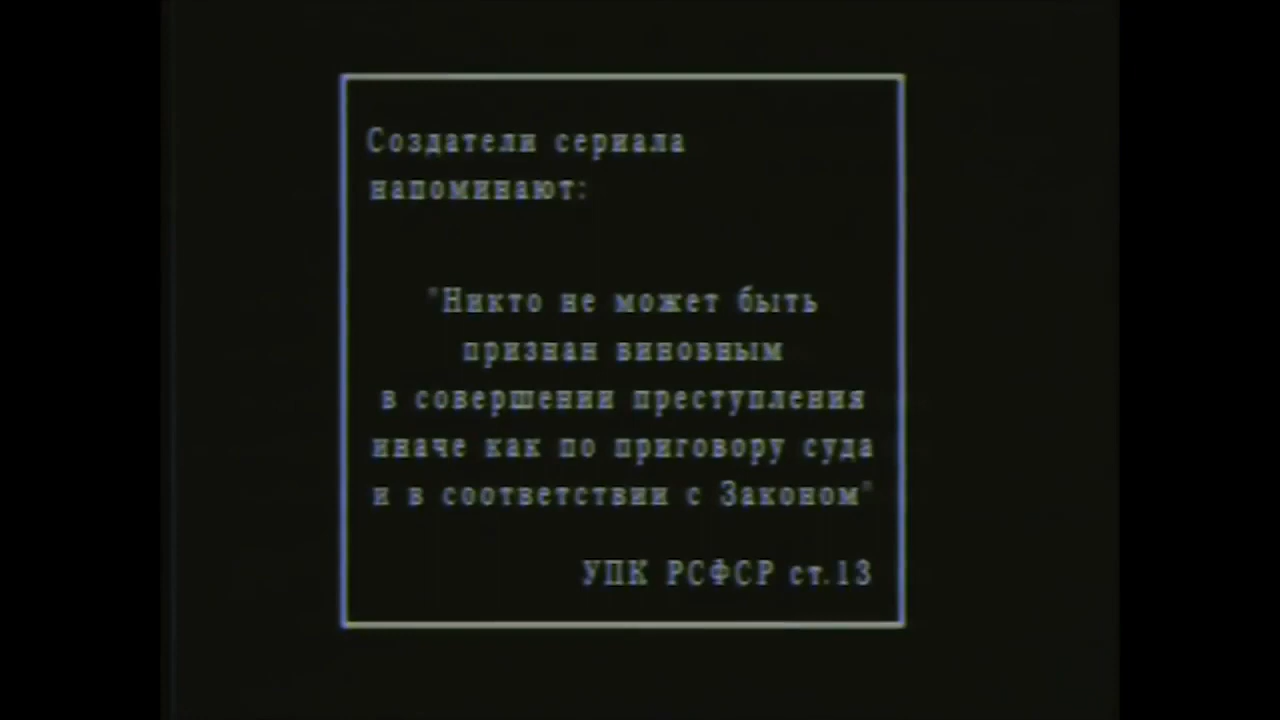 Создатели сериала
напоминают:
"Никто не может быть
признан виновным
в совершении преступления
иначе как по приговору суда
и в соответствии с Законом"
УПК РСФСР ст.13